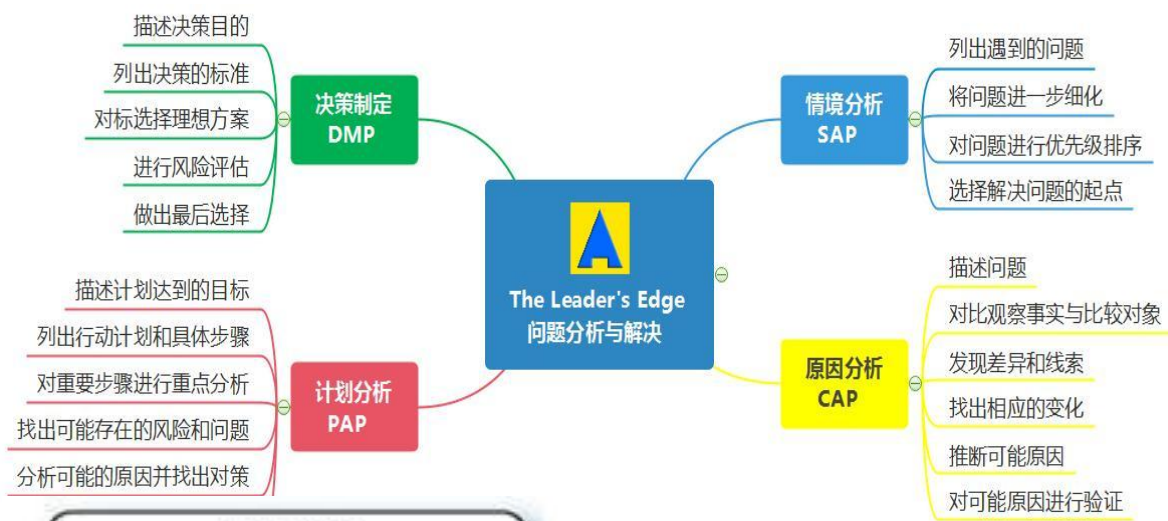 The Leader's Edge
问题分析与解决
情境分析
SAP
列出遇到的问题
将问题进一步细化
对问题进行优先级排序
选择解决问题的起点
原因分析
CAP
描述问题
对比观察事实与比较对象
发现差异和线索
找出相应的变化
推断可能原因
对可能原因进行验证
决策制定
DMP
描述决策目的
列出决策的标准
对标选择理想方案
进行风险评估
做出最后选择
计划分析
PAP
描述计划达到的目标
列出行动计划和具体步骤
对重要步骤进行重点分析
找出可能存在的风险和问题
分析可能的原因并找出对策